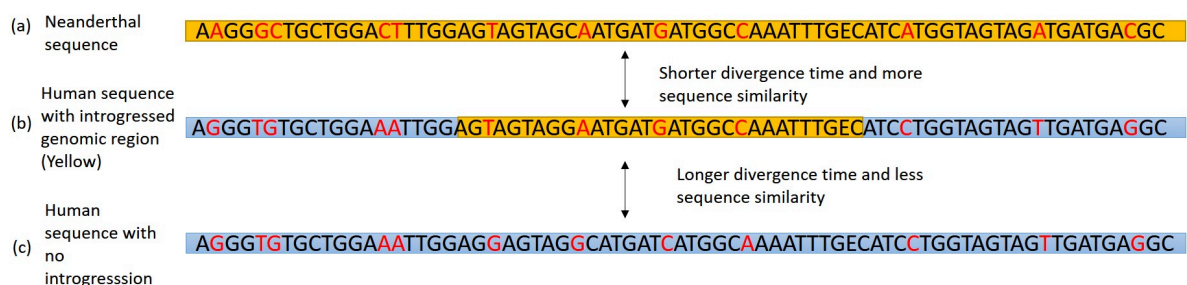 (a) Neanderthal
sequence
AAGGGCTGCTGGACTTTGGAGTAGTAGCAATGATGATGGCCAAATTTGECATCATGGTAGTAGATGATGACGC
Shorter divergence time and more
sequence similarity
(b) Human sequence
with introgressed
genomic region
(Yellow)
AGGGTGTGCTGGAAATTGGAGTAGTAGGAATGATGATGGCCAAATTTGECATCCTGGTAGTAGTTGATGAGGC
Longer divergence time and less
sequence similarity
(c) Human
sequence with
no
introgresssion
AGGGTGTGCTGGAAATTGGAGGAGTAGGCATGATCATGGCAAAATTTGECATCCTGGTAGTAGTTGATGAGGC